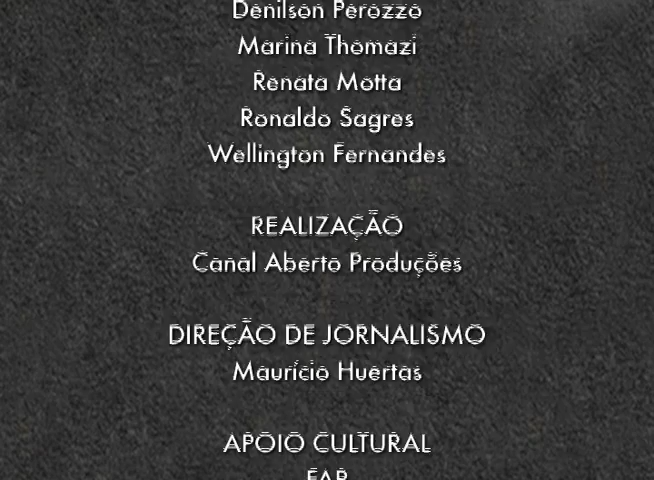 Denilson Perozzo
Marina Thomazi
Renata Motta
Ronaldo Sagres
Wellington Fernandes
REALIZAÇÃO
Canal Aberto Produções
DIREÇÃO DE JORNALISMO
Maurício Huertas
APOIO CULTURAL